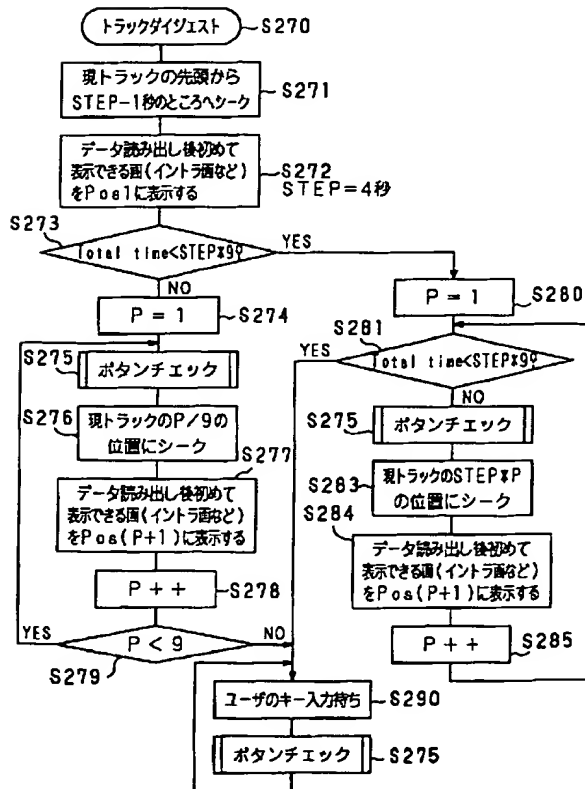 トラックダイジェスト
S270
現トラックの先頭から
STEP-1秒のところへシーク
S271
データ読み出し後初めて
表示できる画(イントラ画など)
をPos1に表示する
S272
STEP=4秒
S273
Total time<STEP*9?
YES
NO
P=1
S274
S275
ボタンチェック
S276
現トラックのP/9の
位置にシーク
S277
データ読み出し後初めて
表示できる画(イントラ画など)
をPos(P+1)に表示する
P++
S278
YES
P<9
NO
S279
P=1
S280
S281
YES
Total time<STEP*9?
NO
S275
ボタンチェック
S283
現トラックのSTEP*P
の位置にシーク
S284
データ読み出し後初めて
表示できる画(イントラ画など)
をPos(P+1)に表示する
P++
S285
ユーザのキー入力待ち
S290
ボタンチェック
S275